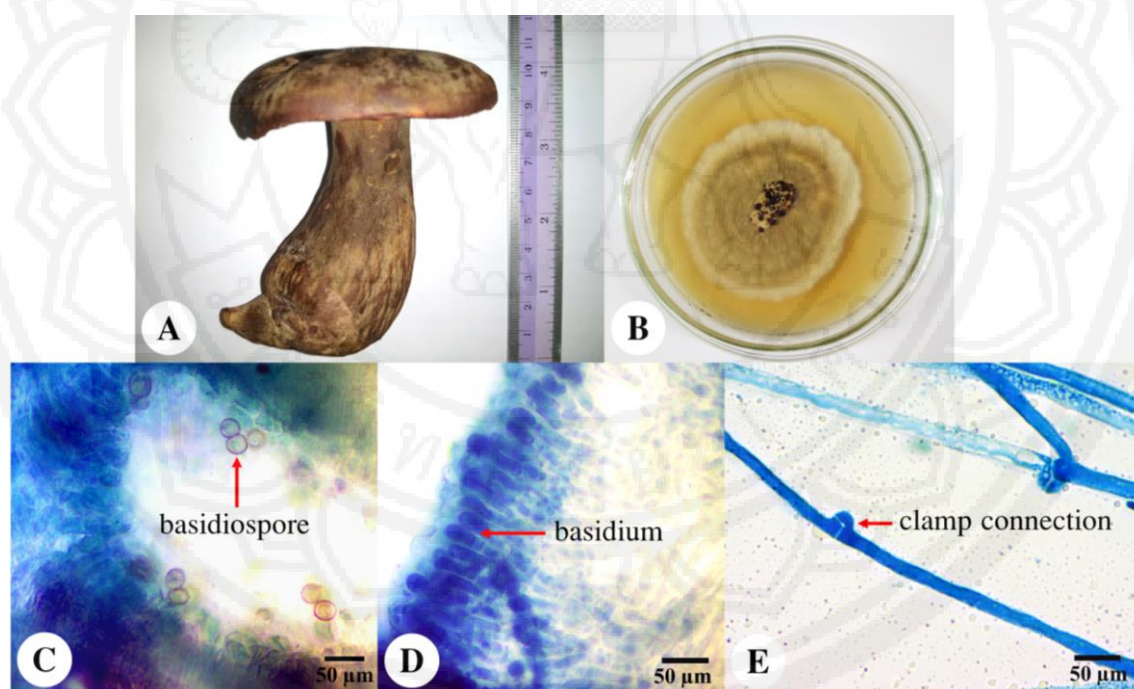 A
B
basidiospore
basidium
clamp connection
C
50 µm
D
50 µm
E
50 µm